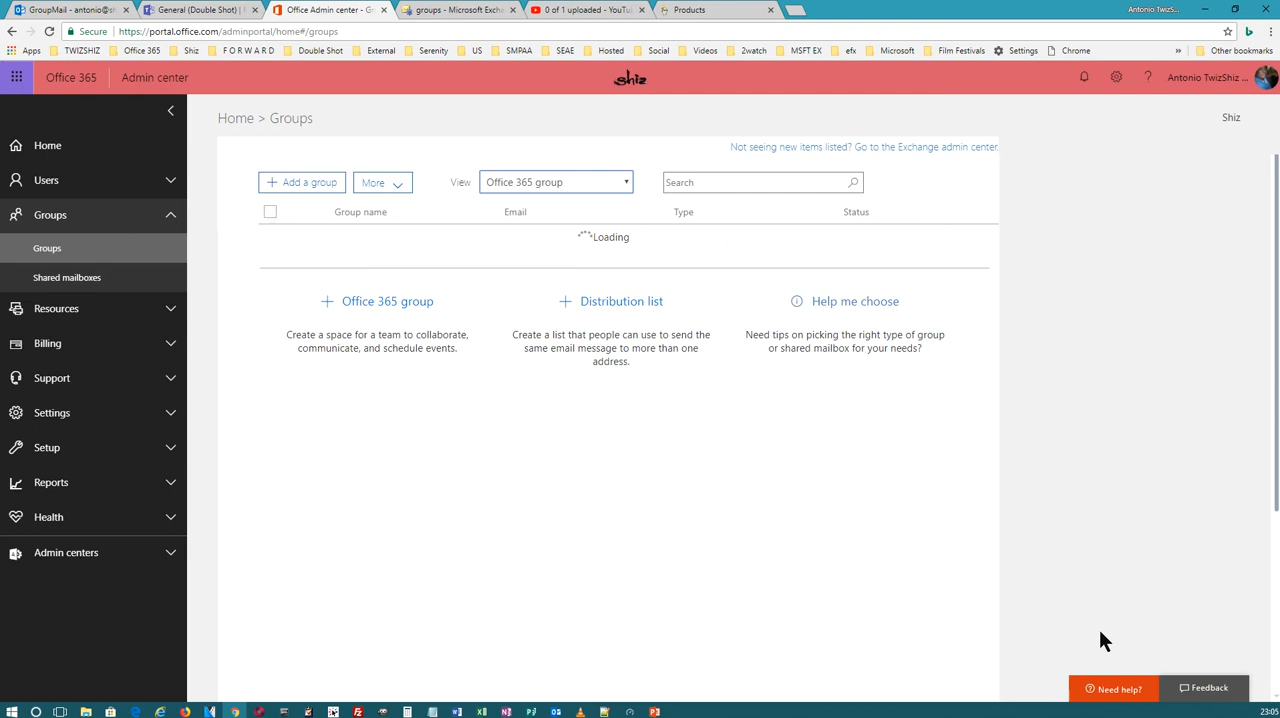 GroupMail - antonio@s
General (Double Shot) |
Office Admin center - Gr
groups - Microsoft Excha
0 of 1 uploaded - YouTu
Products
Antonio TwizSh...
Secure
https://portal.office.com/adminportal/home#/groups
Apps TWIZSHIZ Office 365 Shiz F O R W A R D Double Shot External Serenity US SMPAA SEAE Hosted Social Videos 2watch MSFT EX efx Microsoft Film Festivals Settings Chrome » Other bookmarks
Office 365 Admin center
shiz
Antonio TwizShiz ...
Home
Users
Groups
Groups
Shared mailboxes
Resources
Billing
Support
Settings
Setup
Reports
Health
Admin centers
Home > Groups
Shiz
Not seeing new items listed? Go to the Exchange admin center.
+ Add a group
More
View
Office 365 group
Search
Group name Email Type Status
Loading
+ Office 365 group
Create a space for a team to collaborate,
communicate, and schedule events.
+ Distribution list
Create a list that people can use to send the
same email message to more than one
address.
Help me choose
Need tips on picking the right type of group
or shared mailbox for your needs?
Need help?
Feedback
23:05